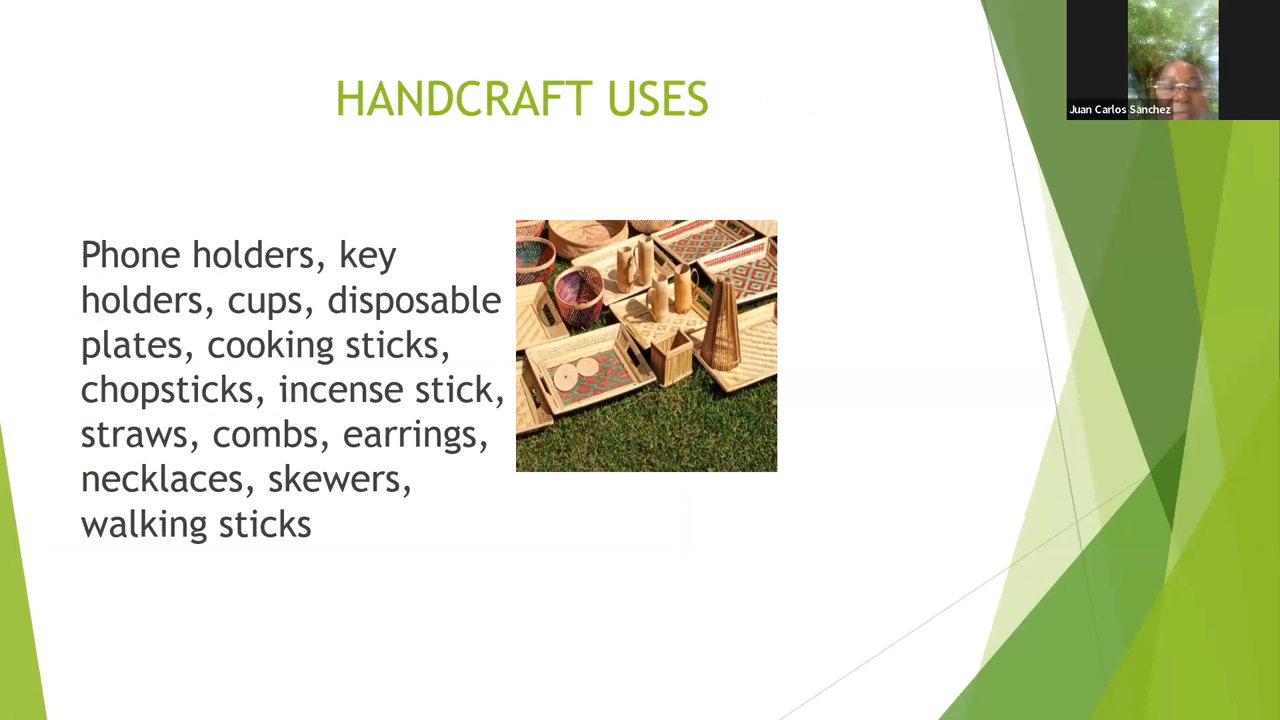 HANDCRAFT USES
Juan Carlos Sanchez
Phone holders, key
holders, cups, disposable
plates, cooking sticks,
chopsticks, incense stick,
straws, combs, earrings,
necklaces, skewers,
walking sticks